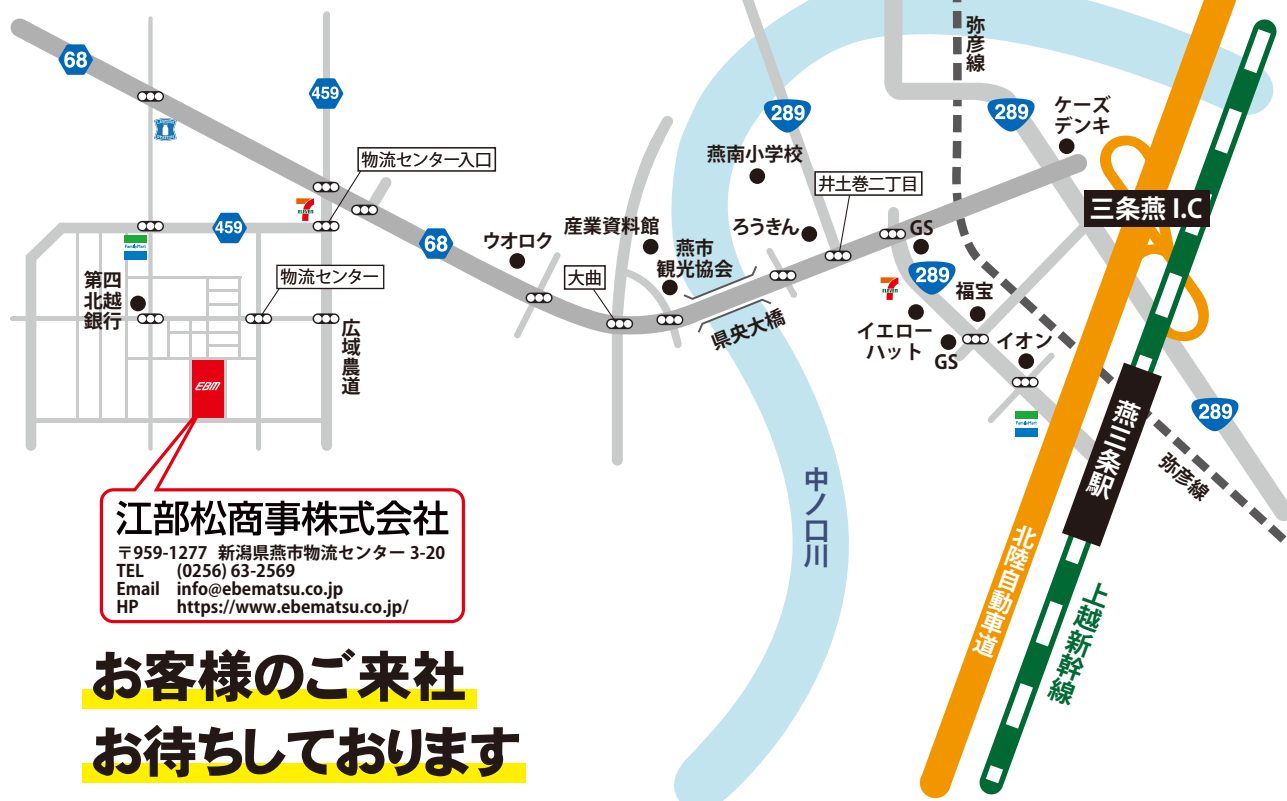 68
459
物流センター入口
459
68
ELEVEN
FamilyMart
第四
北越
銀行
物流センター
広域農道
EBM
ウオロク
産業資料館
大曲
燕市
観光協会
県央大橋
燕南小学校
ろうきん
289
井土巻二丁目
弥彦線
289
ケーズ
デンキ
三条燕 I.C
GS
289
ELEVEN
福宝
イエロー
ハット
GS
イオン
FamilyMart
289
燕三条駅
弥彦線
中ノ口川
北陸自動車道
上越新幹線
江部松商事株式会社
〒959-1277 新潟県燕市物流センター 3-20
TEL (0256) 63-2569
Email info@ebematsu.co.jp
HP https://www.ebematsu.co.jp/
お客様のご来社
お待ちしております